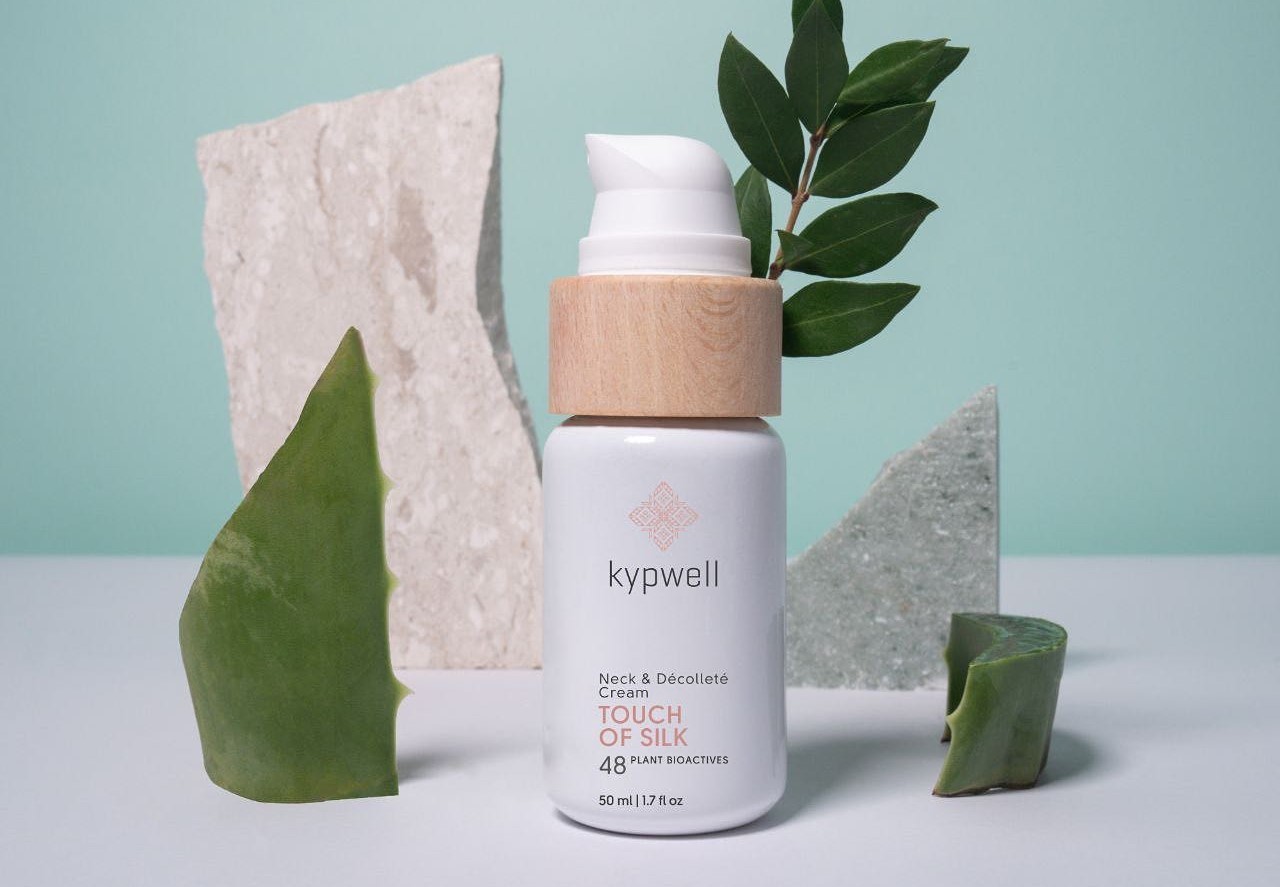 kypwell
Neck & Décolleté
Cream
TOUCH
OF SILK
48 PLANT BIOACTIVES
50 ml | 1.7 fl oz